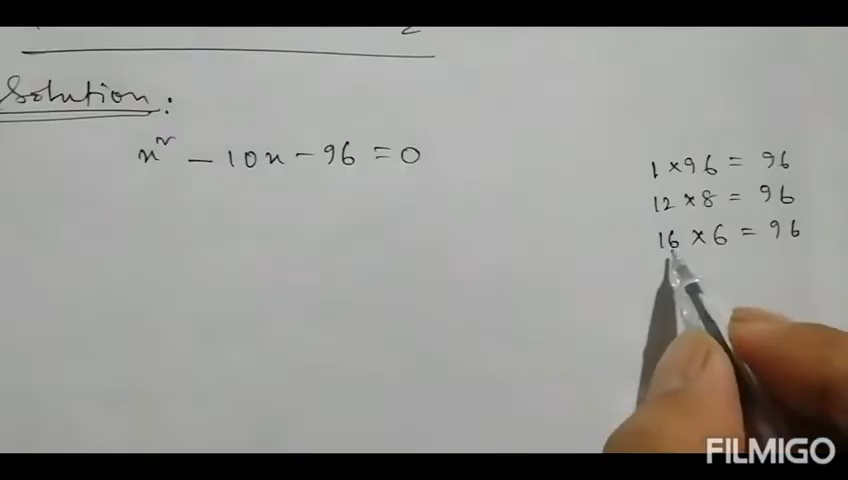 Solution:
x² - 10x - 96 = 0
1 × 96 = 96
12 × 8 = 96
16 × 6 = 96
FILMIGO